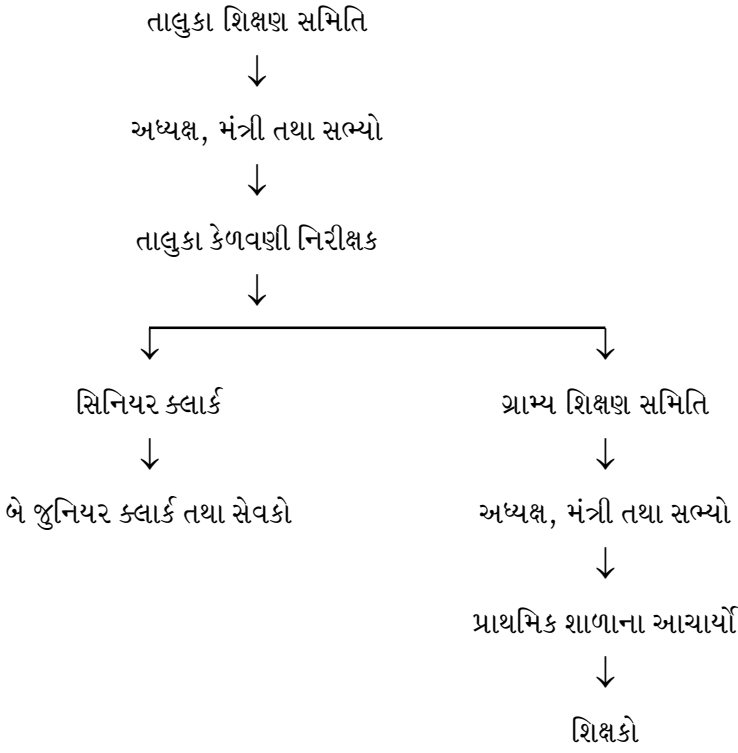 તાલુકા શિક્ષણ સમિતિ
અધ્યક્ષ, મંત્રી તથા સભ્યો
તાલુકા કેળવણી નિરીક્ષક
સિનિયર ક્લાર્ક
ગ્રામ્ય શિક્ષણ સમિતિ
બે જુનિયર ક્લાર્ક તથા સેવકો
અધ્યક્ષ, મંત્રી તથા સભ્યો
પ્રાથમિક શાળાના આચાર્યો
શિક્ષકો